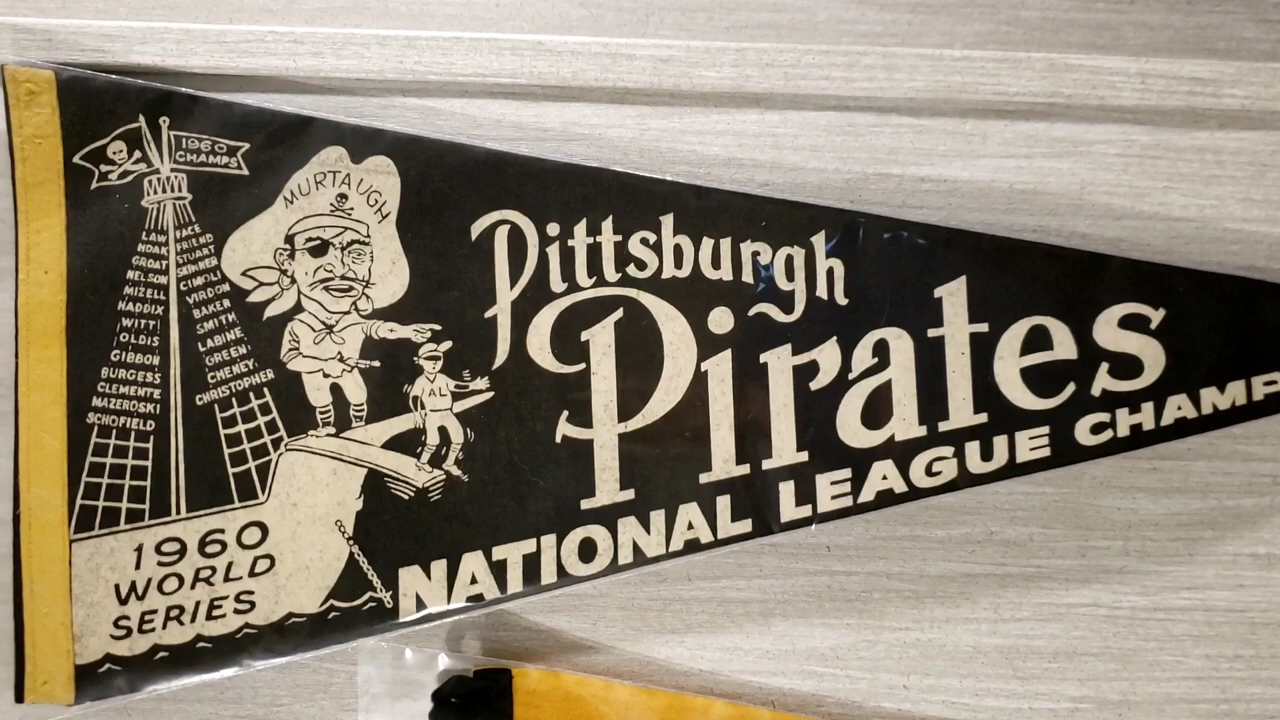 1960
CHAMPS
MURTAUGH
LAW
HOAK
GROAT
NELSON
MIZELL
HADDIX
WITT
OLDIS
GIBBON
BURGESS
CLEMENTE
MAZEROSKI
SCHOFIELD
FACE
FRIEND
STUART
SKINNER
CIMOLI
VIRDON
BAKER
SMITH
LABINE
GREEN
CHENEY
CHRISTOPHER
AL
Pittsburgh
Pirates
NATIONAL LEAGUE CHAMP
1960
WORLD
SERIES